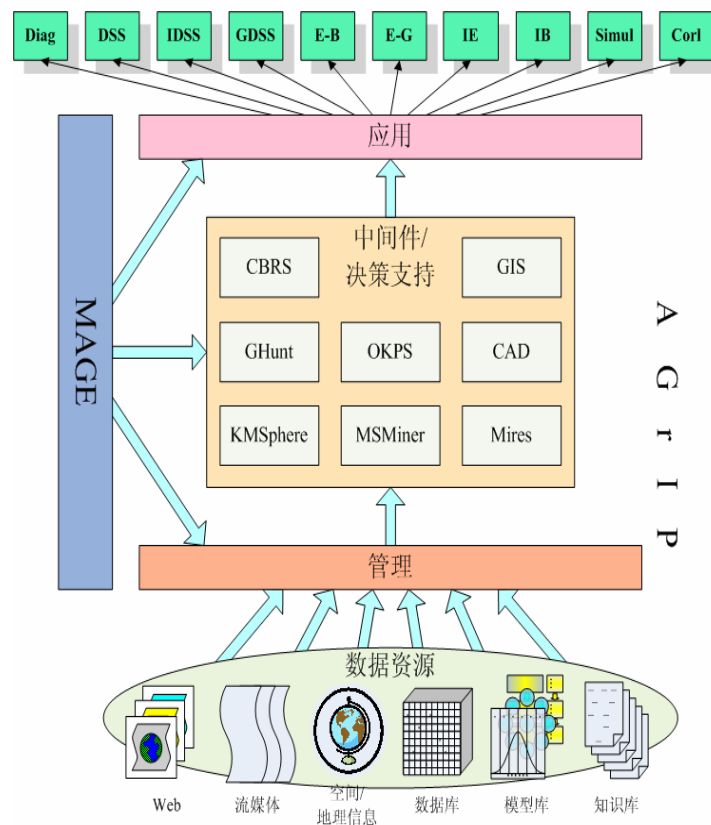 Diag DSS IDSS GDSS E-B E-G IE IB Simul Corl
应用
MAGE
中间件/
决策支持
CBRS GIS
GHunt OKPS CAD
KMSphere MSMiner Mires
A G r I P
管理
数据资源
Web 流媒体 空间/
地理信息 数据库 模型库 知识库